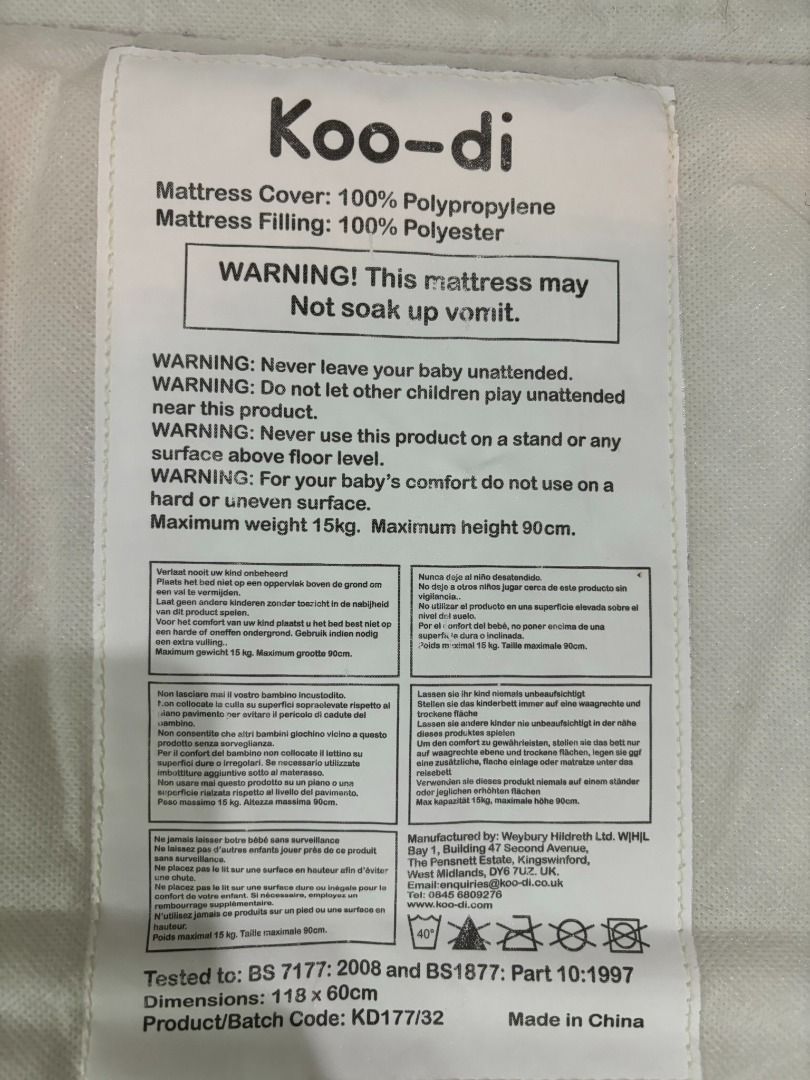 Koo-di
Mattress Cover: 100% Polypropylene
Mattress Filling: 100% Polyester
WARNING! This mattress may
Not soak up vomit.
WARNING: Never leave your baby unattended.
WARNING: Do not let other children play unattended
near this product.
WARNING: Never use this product on a stand or any
surface above floor level.
WARNING: For your baby's comfort do not use on a
hard or uneven surface.
Maximum weight 15kg. Maximum height 90cm.
Verlaat nooit uw kind onbeheerd
Plaats het bed niet op een oppervlak boven de grond om
een val te vermijden.
Laat geen andere kinderen zonder toezicht in de nabijheid
van dit product spelen.
Voor het comfort van uw kind plaatst u het bed best niet op
een harde of oneffen ondergrond. Gebruik indien nodig
een extra vulling..
Maximum gewicht 15 kg. Maximum grootte 90cm.
Nunca deje al niño desatendido.
No deje a otros niños jugar cerca de este producto sin
vigilancia..
No utilizar el producto en una superficie elevada sobre el
nivel del suelo.
Por el confort del bebé, no poner encima de una
superficie dura o inclinada.
Poids maximal 15 kg. Taille maximale 90cm.
Non lasciare mai il vostro bambino incustodito.
Non collocate la culla su superfici sopraelevate rispetto al
piano pavimento per evitare il pericolo di cadute del
bambino.
Non consentite che altri bambini giochino vicino a questo
prodotto senza sorveglianza.
Per il confort del bambino non collocate il lettino su
superfici dure o irregolari. Se necessario utilizzate
imbottiture aggiuntive sotto al materasso.
Non usare mai questo prodotto su un piano o una
superficie rialzata rispetto al livello del pavimento.
Peso massimo 15 kg. Altezza massima 90cm.
Lassen sie ihr kind niemals unbeaufsichtigt
Stellen sie das kinderbett immer auf eine waagrechte und
trockene fläche
Lassen sie andere kinder nie unbeaufsichtigt in der nähe
dieses produktes spielen
Um den comfort zu gewährleisten, stellen sie das bett nur
auf waagrechte ebene und trockene flächen, legen sie ggf
eine zusätzliche, flache einlage oder matratze unter das
reisebett
Verwenden sie dieses produkt niemals auf einem ständer
oder jeglichen erhöhten flächen
Max kapazität 15kg, maximale höhe 90cm.
Ne jamais laisser botre bébé sans surveillance
Ne laissez pas d'autres enfants jouer près de ce produit
sans surveillance.
Ne placez pas le lit sur une surface en hauteur afin d'éviter
une chute.
Ne placez pas le lit sur une surface dure ou inégale pour le
confort de votre enfant. Si nécessaire, employez un
rembourrage supplémentaire.
N'utilisez jamais ce produits sur un pied ou une surface en
hauteur.
Poids maximal 15 kg. Taille maximale 90cm.
Manufactured by: Weybury Hildreth Ltd. W|H|L
Bay 1, Building 47 Second Avenue,
The Pensnett Estate, Kingswinford,
West Midlands, DY6 7UZ. UK.
Email:enquiries@koo-di.co.uk
Tel: 0845 6809276
www.koo-di.com
40°
Tested to: BS 7177: 2008 and BS1877: Part 10:1997
Dimensions: 118 x 60cm
Product/Batch Code: KD177/32
Made in China